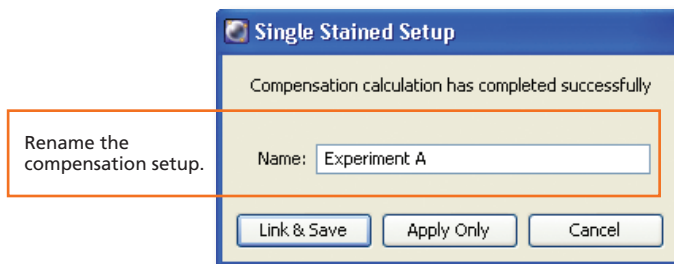 Single Stained Setup
Compensation calculation has completed successfully
Rename the
compensation setup.
Name: Experiment A
Link & Save Apply Only Cancel